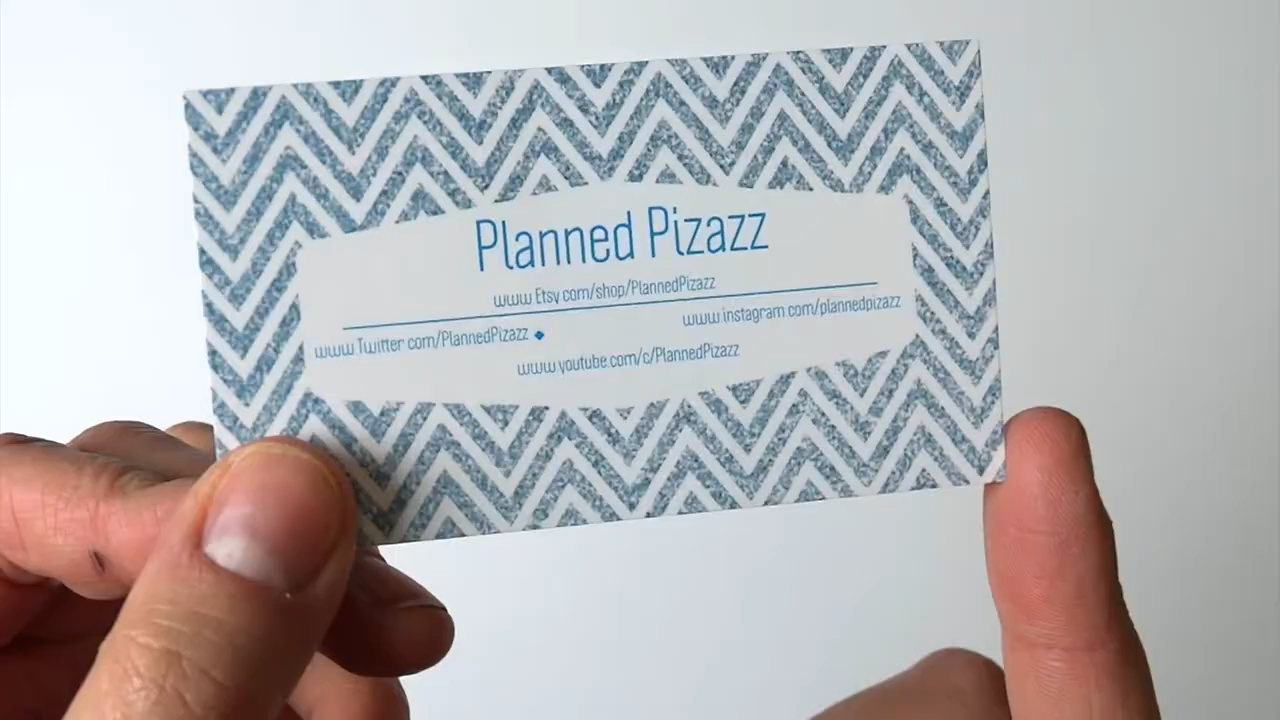 Planned Pizazz
www Etsy com/shop/PlannedPizazz
www.instagram com/plannedpizazz
www Twitter com/PlannedPizazz
www youtube com/c/PlannedPizazz